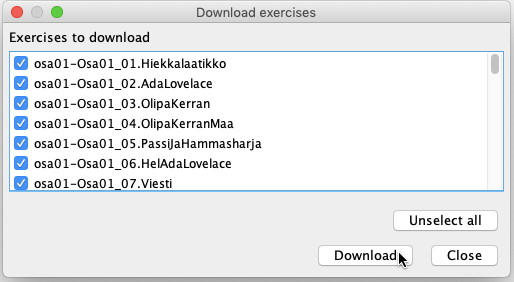 Download exercises
Exercises to download
osa01-Osa01_01.Hiekkalaatikko
osa01-Osa01_02.AdaLovelace
osa01-Osa01_03.OlipaKerran
osa01-Osa01_04.OlipaKerranMaa
osa01-Osa01_05.PassiJaHammasharja
osa01-Osa01_06.HeiAdaLovelace
osa01-Osa01_07.Viesti
Unselect all
Download
Close